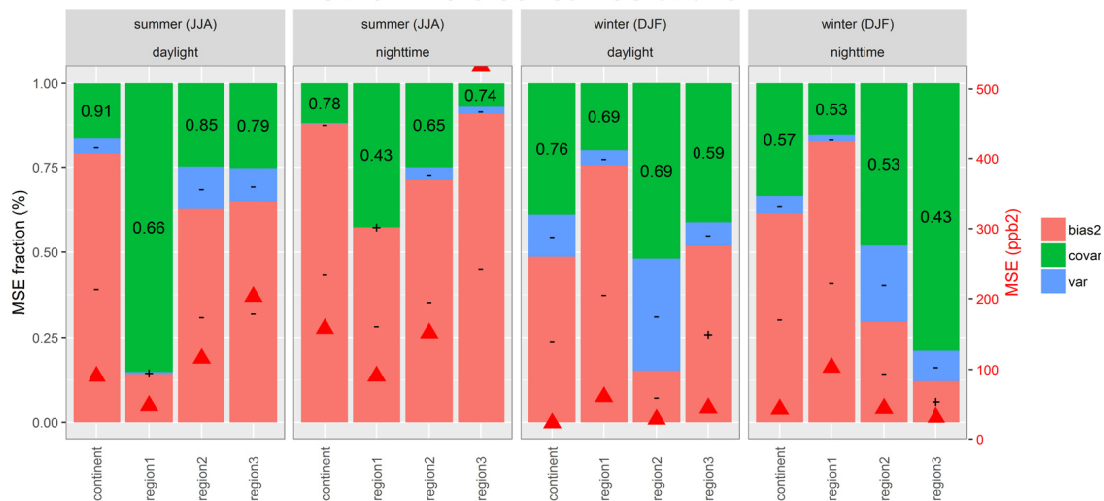 summer (JJA) summer (JJA) winter (DJF) winter (DJF)
daylight nighttime daylight nighttime
MSE fraction (%)
1.00
0.75
0.50
0.25
0.00
0.91 0.66 0.85 0.79
- + - -
- - -
0.78 0.43 0.65 0.74
- + - -
- - - -
0.76 0.69 0.69 0.59
- - - -
- - - +
0.57 0.53 0.53 0.43
- - - -
- - - +
500
400
300
200
100
0
MSE (ppb2)
bias2
covar
var
continent region1 region2 region3 continent region1 region2 region3 continent region1 region2 region3 continent region1 region2 region3